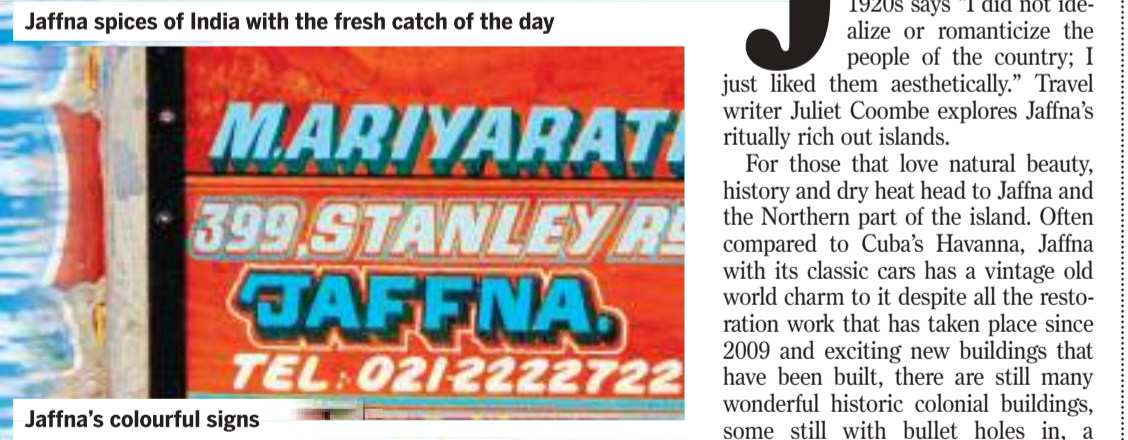 Jaffna spices of India with the fresh catch of the day
M.ARIYARAT
399, STANLEY R
JAFFNA.
TEL : 021-2222722
Jaffna's colourful signs
J
1920s says "I did not ide-
alize or romanticize the
people of the country; I
just liked them aesthetically." Travel
writer Juliet Coombe explores Jaffna's
ritually rich out islands.
For those that love natural beauty,
history and dry heat head to Jaffna and
the Northern part of the island. Often
compared to Cuba's Havanna, Jaffna
with its classic cars has a vintage old
world charm to it despite all the resto-
ration work that has taken place since
2009 and exciting new buildings that
have been built, there are still many
wonderful historic colonial buildings,
some still with bullet holes in, a